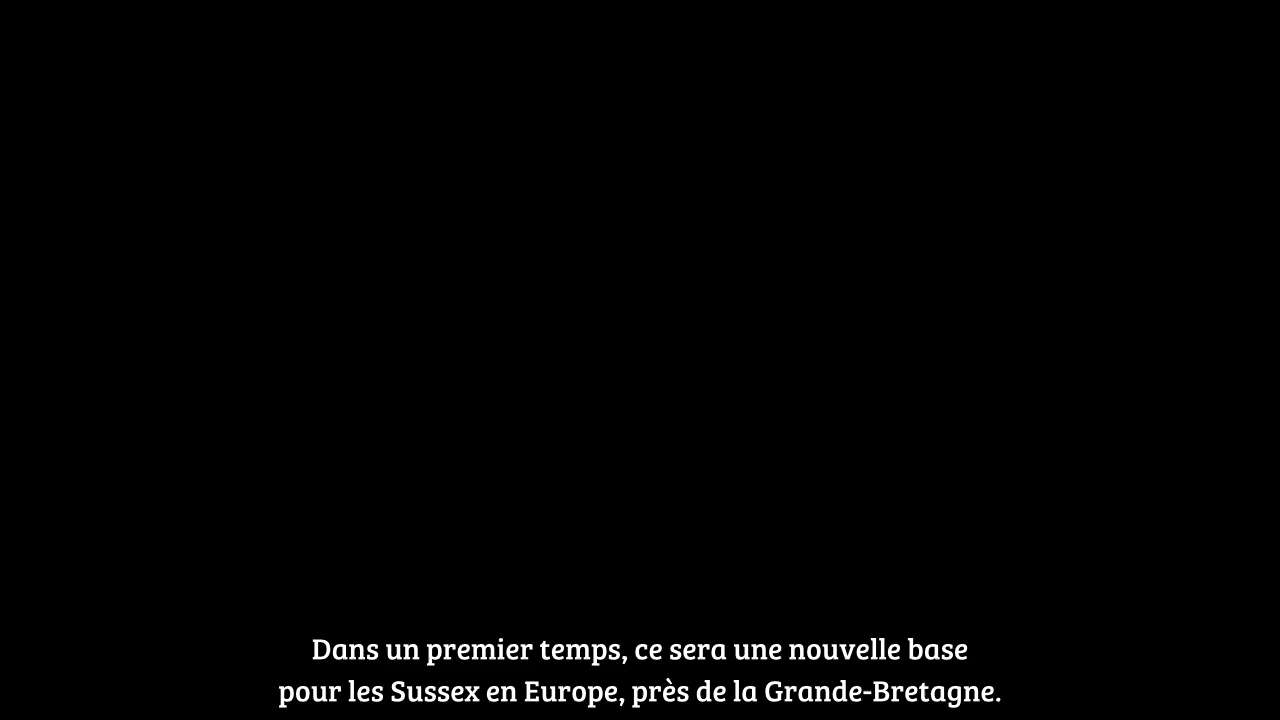 Dans un premier temps, ce sera une nouvelle base
pour les Sussex en Europe, près de la Grande-Bretagne.